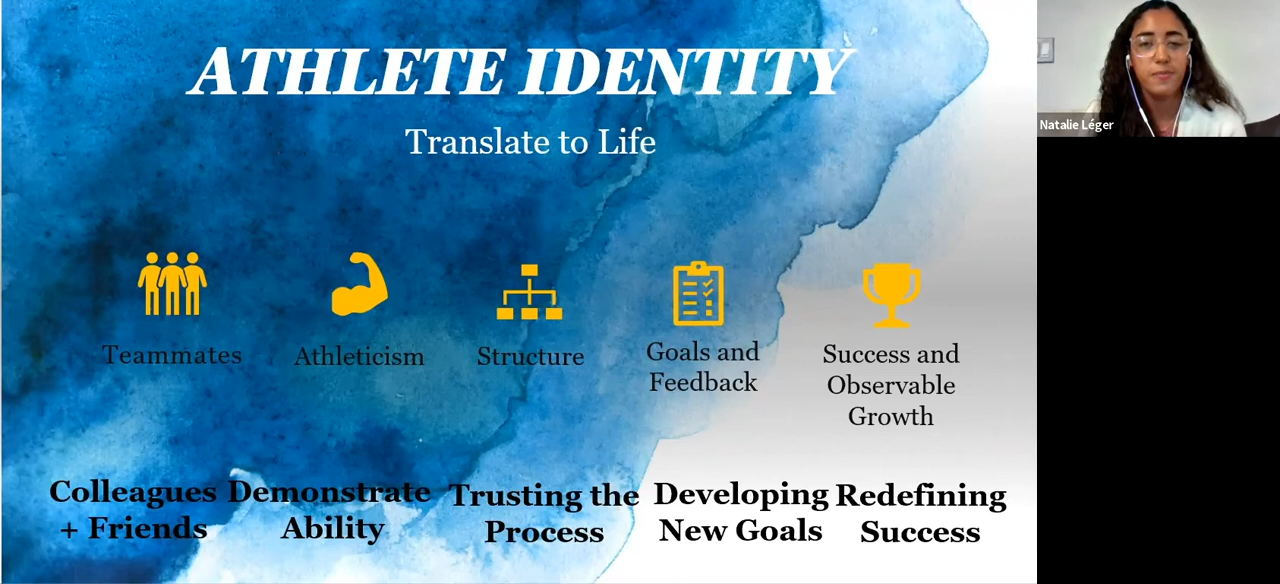 ATHLETE IDENTITY
Translate to Life
Natalie Léger
Teammates
Athleticism
Structure
Goals and
Feedback
Success and
Observable
Growth
Colleagues
+ Friends
Demonstrate
Ability
Trusting the
Process
Developing
New Goals
Redefining
Success